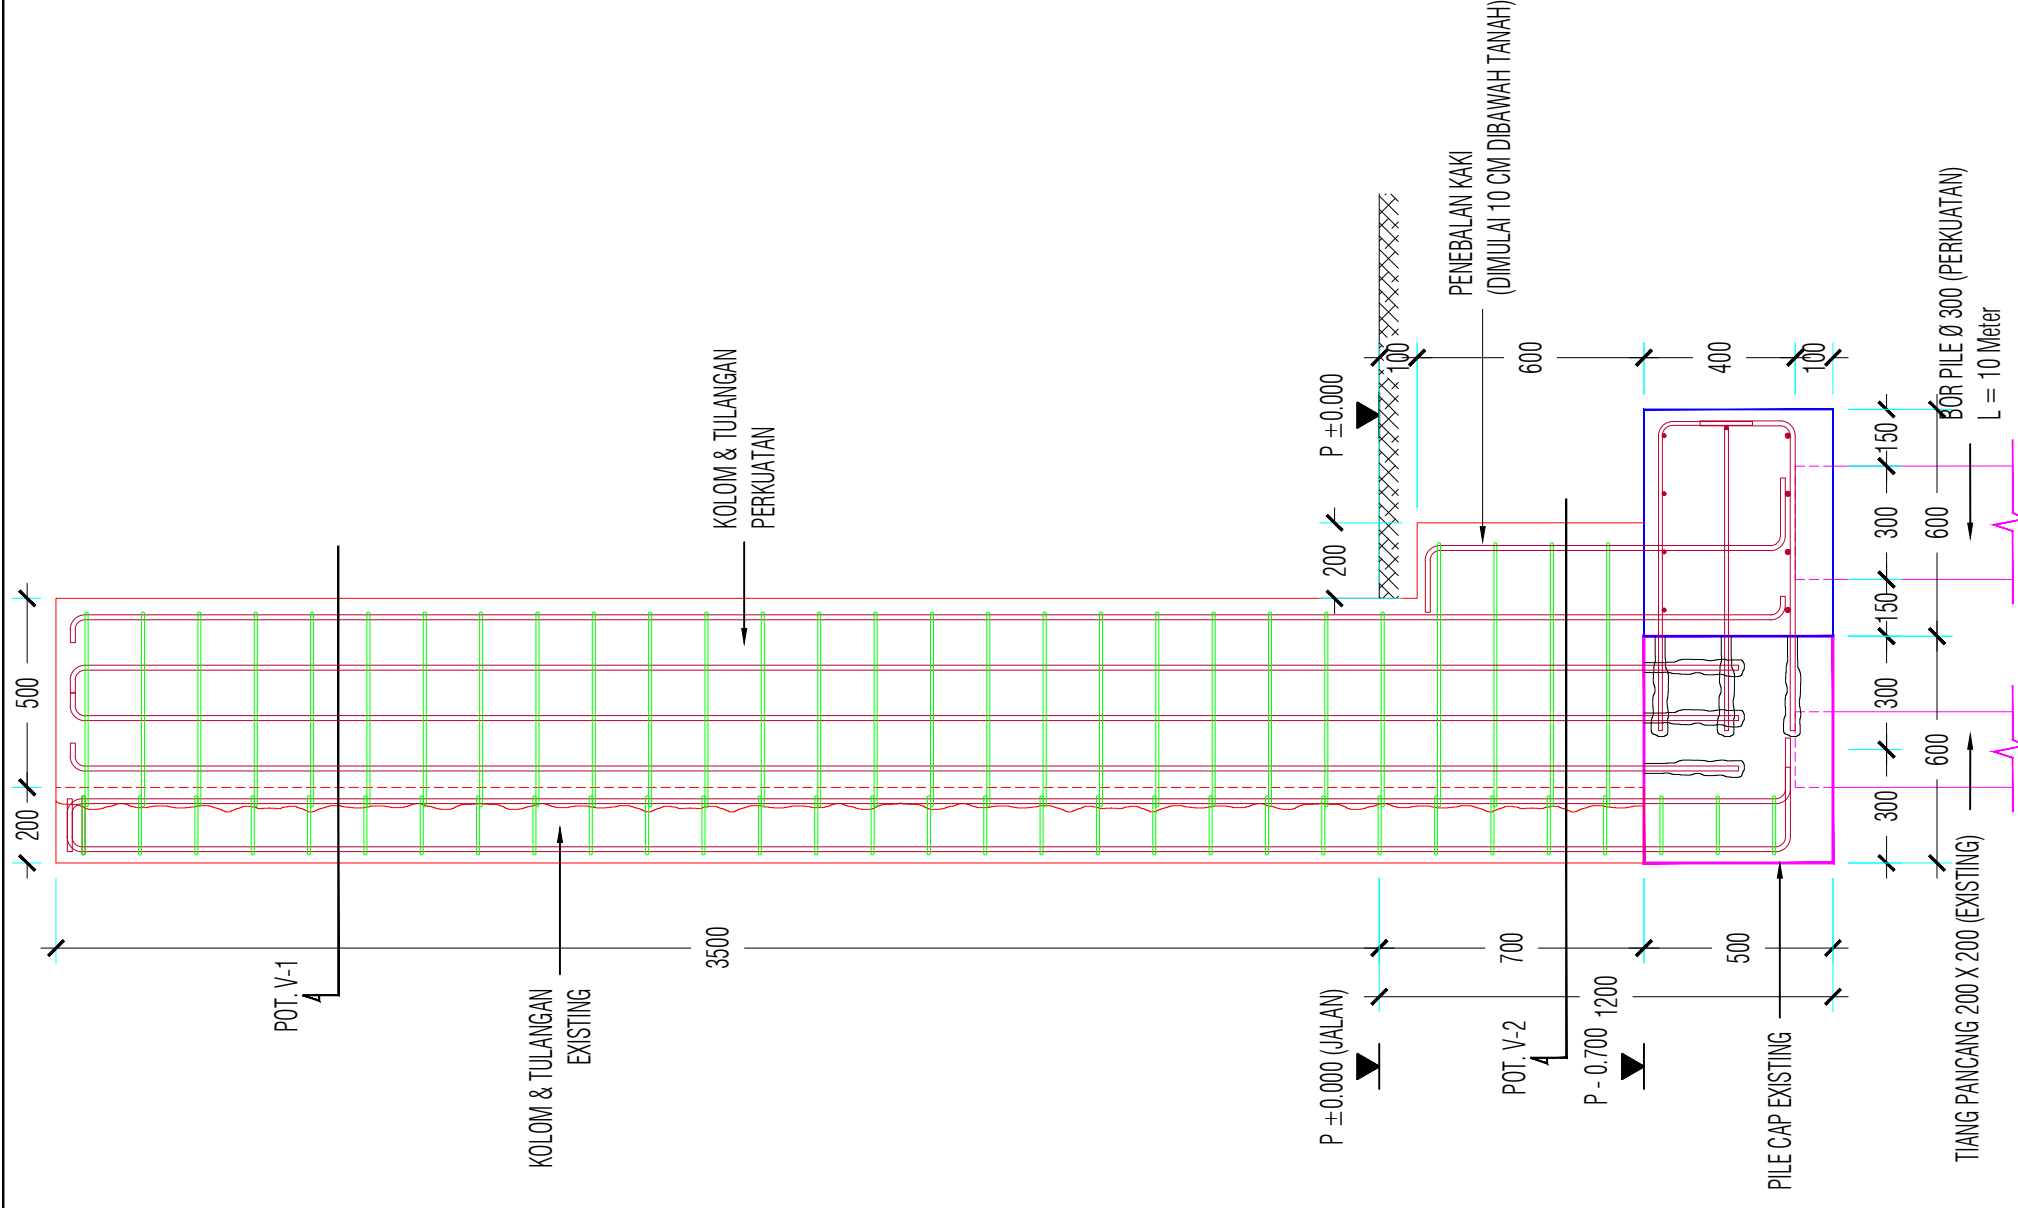 500
200
KOLOM & TULANGAN
PERKUATAN
POT. V-1
KOLOM & TULANGAN
EXISTING
3500
P ±0.000
200
P ±0.000 (JALAN)
PENEBALAN KAKI
(DIMULAI 10 CM DIBAWAH TANAH)
100
600
400
100
700
500
1200
POT. V-2
P - 0.700
PILE CAP EXISTING
150
300
150
300
300
600
600
BOR PILE Ø 300 (PERKUATAN)
L = 10 Meter
TIANG PANCANG 200 X 200 (EXISTING)